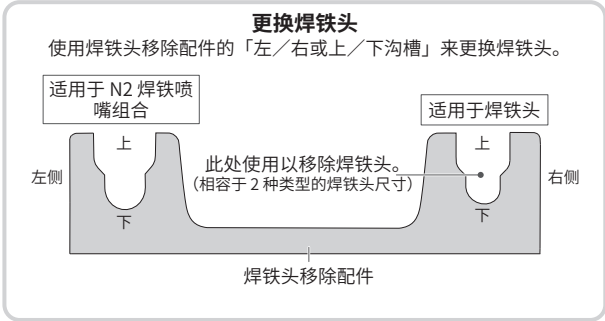 更换焊铁头
使用焊铁头移除配件的「左／右或上／下沟槽」来更换焊铁头。
适用于 N2 焊铁喷
嘴组合
适用于焊铁头
上
上
此处使用以移除焊铁头。
（相容于 2 种类型的焊铁头尺寸）
左侧
右侧
下
下
焊铁头移除配件